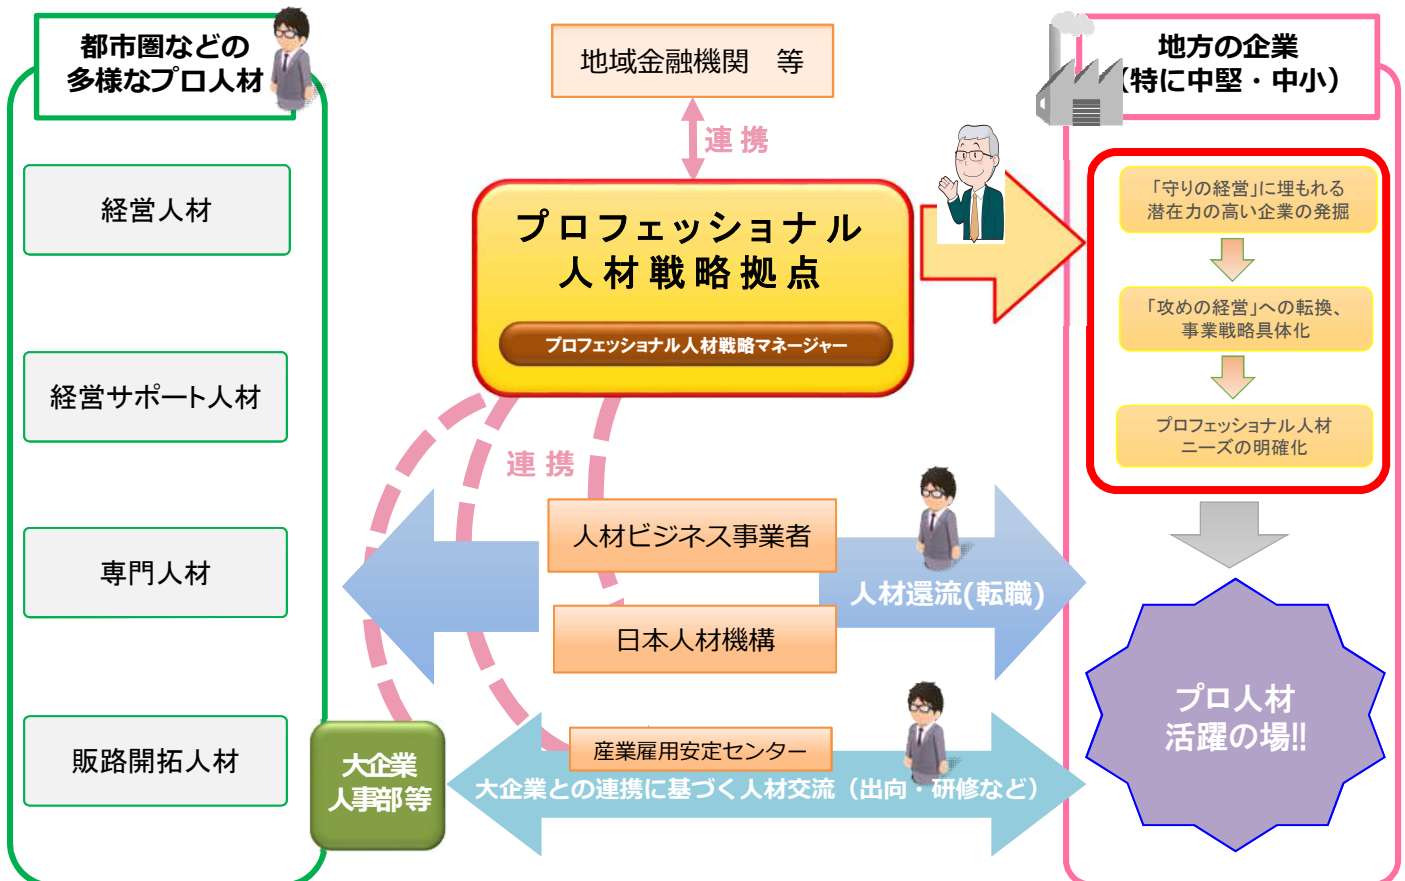 都市圏などの
多様なプロ人材
経営人材
経営サポート人材
専門人材
販路開拓人材
大企業
人事部等
地域金融機関　等
連携
プロフェッショナル
人材戦略拠点
プロフェッショナル人材戦略マネージャー
連携
人材ビジネス事業者
人材還流(転職)
日本人材機構
産業雇用安定センター
大企業との連携に基づく人材交流（出向・研修など）
地方の企業
（特に中堅・中小）
「守りの経営」に埋もれる
潜在力の高い企業の発掘
「攻めの経営」への転換、
事業戦略具体化
プロフェッショナル人材
ニーズの明確化
プロ人材
活躍の場!!